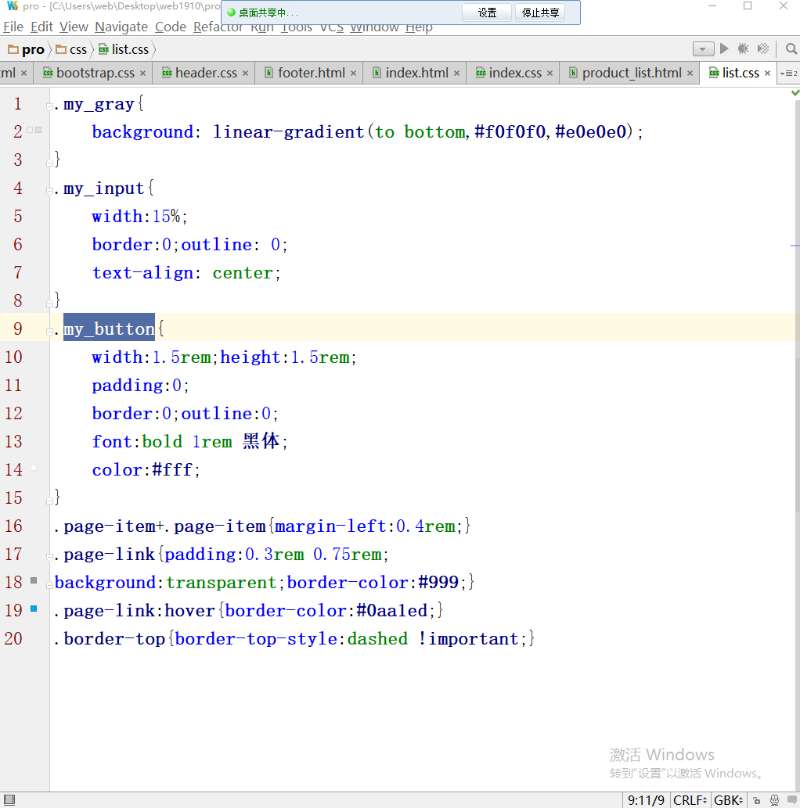 pro - [C:\Users\web\Desktop\web1910\pro
桌面共享中... 设置 停止共享
File Edit View Navigate Code Refactor Run Tools VCS Window Help
pro css list.css
ml × bootstrap.css × header.css × footer.html × index.html × index.css × product_list.html × list.css ×
1 .my_gray{
2 background: linear-gradient(to bottom,#f0f0f0,#e0e0e0);
3 }
4 .my_input{
5 width:15%;
6 border:0;outline: 0;
7 text-align: center;
8 }
9 .my_button{
10 width:1.5rem;height:1.5rem;
11 padding:0;
12 border:0;outline:0;
13 font:bold 1rem 黑体;
14 color:#fff;
15 }
16 .page-item+.page-item{margin-left:0.4rem;}
17 .page-link{padding:0.3rem 0.75rem;
18 background:transparent;border-color:#999;}
19 .page-link:hover{border-color:#0aa1ed;}
20 .border-top{border-top-style:dashed !important;}
激活 Windows
转到"设置"以激活 Windows。
9:11/9 CRLF GBK